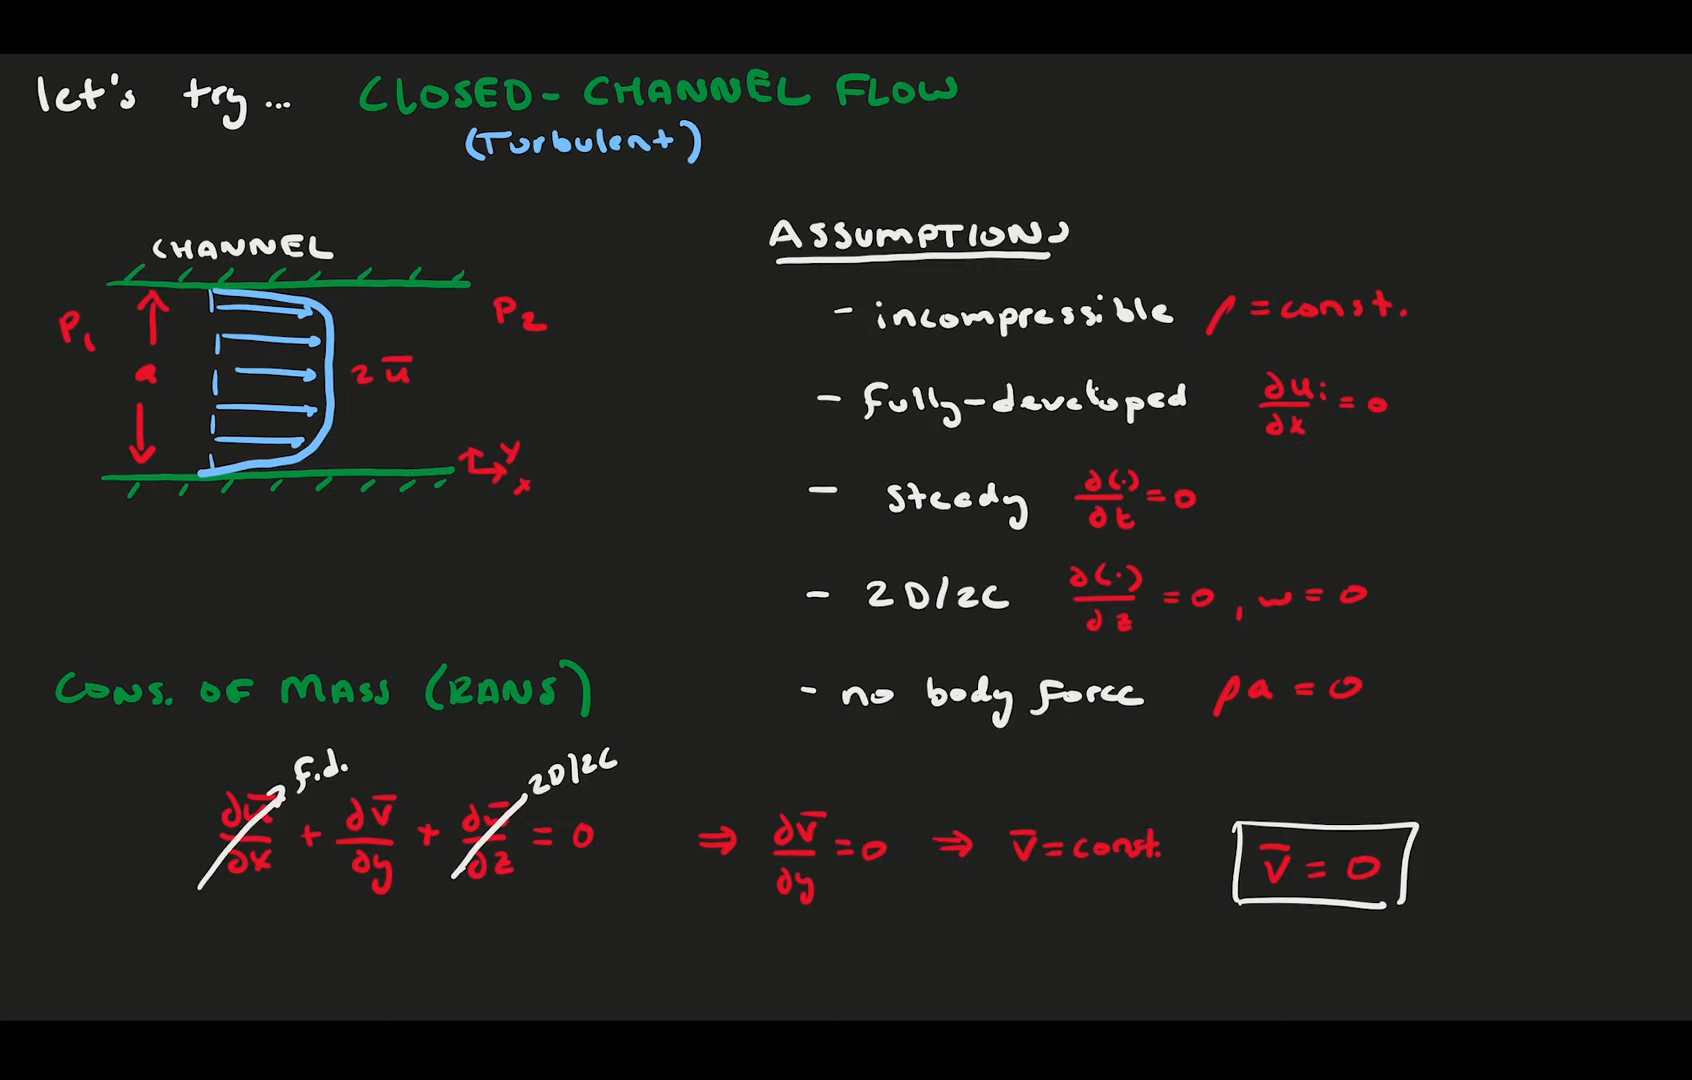 let's try... CLOSED-CHANNEL FLOW
(Turbulent)
CHANNEL
P₁
a
2 ū
P₂
y
x
ASSUMPTIONS
- incompressible ρ = const.
- fully-developed ∂uᵢ/∂x = 0
- steady ∂(·)/∂t = 0
- 2D/2C ∂(·)/∂z = 0, w = 0
- no body force ρa = 0
CONS. OF MASS (RANS)
f.d.
2D/2C
∂ū/∂x + ∂v̄/∂y + ∂w̄/∂z = 0 ⇒ ∂v̄/∂y = 0 ⇒ v̄ = const. v̄ = 0